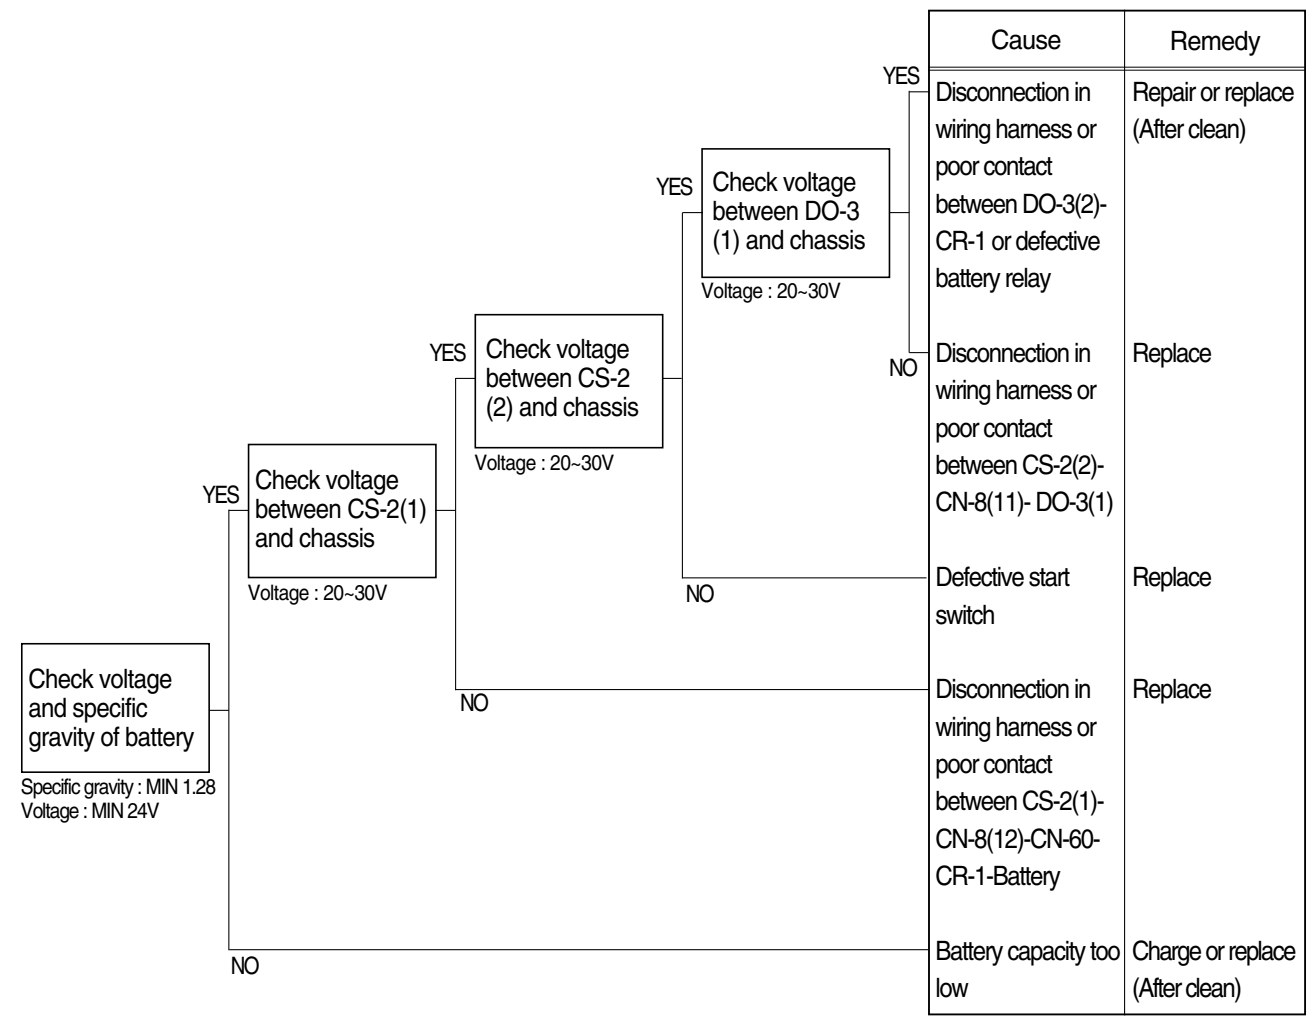 Cause
Remedy
YES
Disconnection in
wiring harness or
poor contact
between DO-3(2)-
CR-1 or defective
battery relay
Repair or replace
(After clean)
YES
Check voltage
between DO-3
(1) and chassis
Voltage : 20~30V
NO
Disconnection in
wiring harness or
poor contact
between CS-2(2)-
CN-8(11)- DO-3(1)
Replace
YES
Check voltage
between CS-2
(2) and chassis
Voltage : 20~30V
NO
Defective start
switch
Replace
YES
Check voltage
between CS-2(1)
and chassis
Voltage : 20~30V
NO
Disconnection in
wiring harness or
poor contact
between CS-2(1)-
CN-8(12)-CN-60-
CR-1-Battery
Replace
Check voltage
and specific
gravity of battery
Specific gravity : MIN 1.28
Voltage : MIN 24V
NO
Battery capacity too
low
Charge or replace
(After clean)